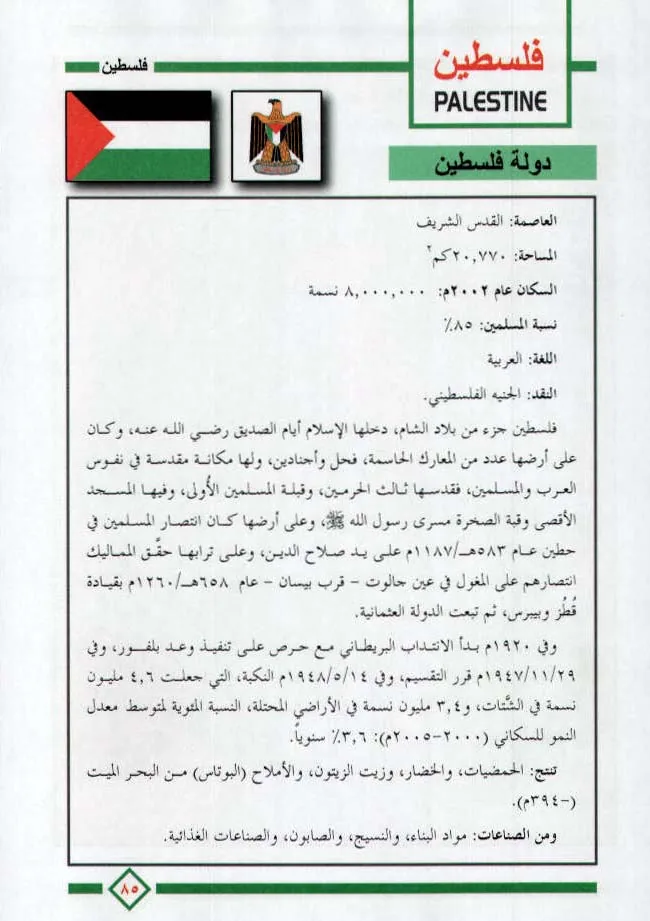 فلسطين
فلسطين
PALESTINE
دولة فلسطين
العاصمة: القدس الشريف
المساحة: ٢٠,٧٧٠كم٢
السكان عام ٢٠٠٢م: ٨,٠٠٠,٠٠٠ نسمة
نسبة المسلمين: ٨٥٪
اللغة: العربية
النقد: الجنيه الفلسطيني.
فلسطين جزء من بلاد الشام، دخلها الإسلام أيام الصديق رضي الله عنه، وكان
على أرضها عدد من المعارك الحاسمة، فحل وأجنادين، ولها مكانة مقدسة في نفوس
العرب والمسلمين، فقدسها ثالث الحرمين، وقبلة المسلمين الأُولى، وفيها المسجد
الأقصى وقبة الصخرة مسرى رسول الله ﷺ، وعلى أرضها كان انتصار المسلمين في
حطين عام ٥٨٣هـ/١١٨٧م على يد صلاح الدين، وعلى ترابها حقَّق المماليك
انتصارهم على المغول في عين جالوت - قرب بيسان - عام ٦٥٨هـ/١٢٦٠م بقيادة
قُطُز وبيبرس، ثم تبعت الدولة العثمانية.
وفي ١٩٢٠م بدأ الانتداب البريطاني مع حرص على تنفيذ وعد بلفور، وفي
١٩٤٧/١١/٢٩م قرر التقسيم، وفي ١٩٤٨/٥/١٤م النكبة، التي جعلت ٤,٦ مليون
نسمة في الشَّتات، و٣,٤ مليون نسمة في الأراضي المحتلة، النسبة المئوية لمتوسط معدل
النمو للسكاني (٢٠٠٠-٢٠٠٥م): ٣,٦٪ سنوياً.
تنتج: الحمضيات، والخضار، وزيت الزيتون، والأملاح (البوتاس) من البحر الميت
(-٣٩٤م).
ومن الصناعات: مواد البناء، والنسيج، والصابون، والصناعات الغذائية.
٨٥